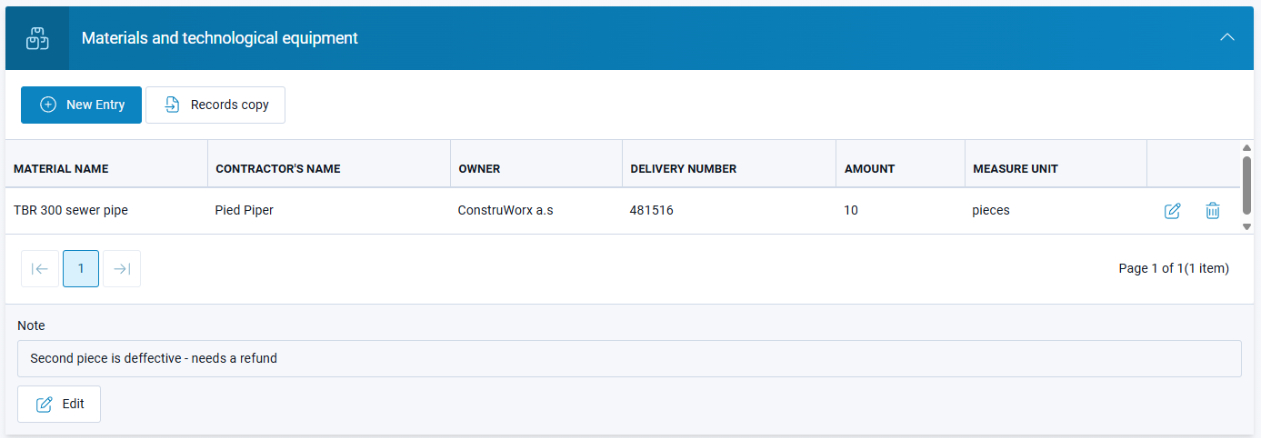 Materials and technological equipment
New Entry Records copy
MATERIAL NAME CONTRACTOR'S NAME OWNER DELIVERY NUMBER AMOUNT MEASURE UNIT
TBR 300 sewer pipe Pied Piper ConstruWorx a.s 481516 10 pieces
1 Page 1 of 1(1 item)
Note
Second piece is deffective - needs a refund
Edit